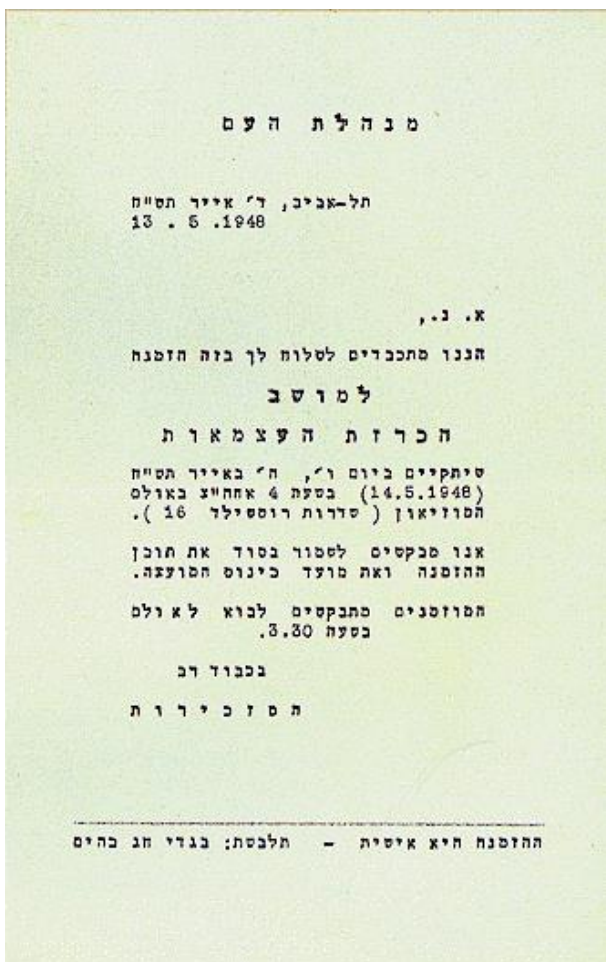 מנהלת העם
תל-אביב, ד' אייר תש"ח
13 . 5 .1948
א. נ.,
הננו מתכבדים לשלוח לך בזה הזמנה
למושב
הכרזת העצמאות
שיתקיים ביום ו', ה' באייר תש"ח
(14.5.1948) בשעה 4 אחה"צ באולם
המוזיאון ( שדרות רוטשילד 16 ).
אנו מבקשים לשמור בסוד את תוכן
ההזמנה ואת מועד כינוס המועצה.
המוזמנים מתבקשים לבוא לאולם
בשעה 3.30.
בכבוד רב
המזכירות
ההזמנה היא אישית - תלבשת: בגדי חג כהים